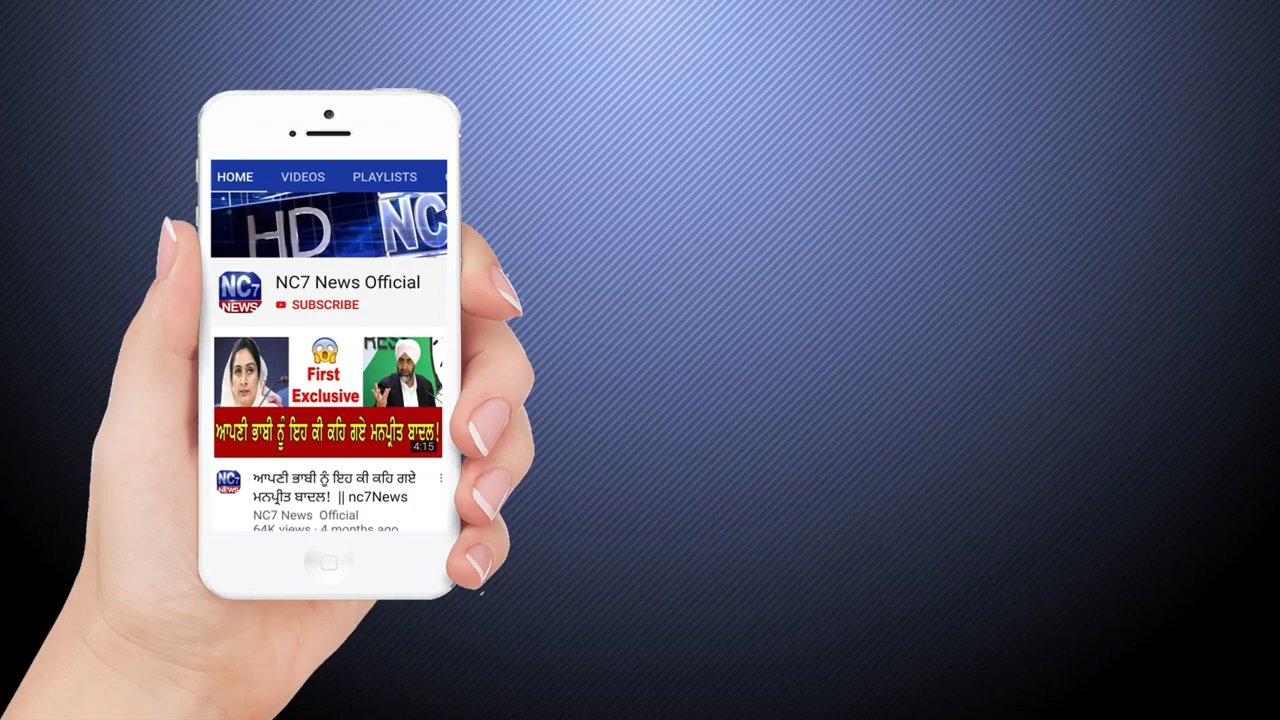 HOME VIDEOS PLAYLISTS
HD NC
NC7 NEWS
NC7 News Official
SUBSCRIBE
RES
First
Exclusive
ਆਪਣੀ ਭਾਬੀ ਨੂੰ ਇਹ ਕੀ ਕਹਿ ਗਏ ਮਨਪ੍ਰੀਤ ਬਾਦਲ!
4:15
NC7 NEWS
ਆਪਣੀ ਭਾਬੀ ਨੂੰ ਇਹ ਕੀ ਕਹਿ ਗਏ
ਮਨਪ੍ਰੀਤ ਬਾਦਲ! || nc7News
NC7 News Official
64K views · 4 months ago